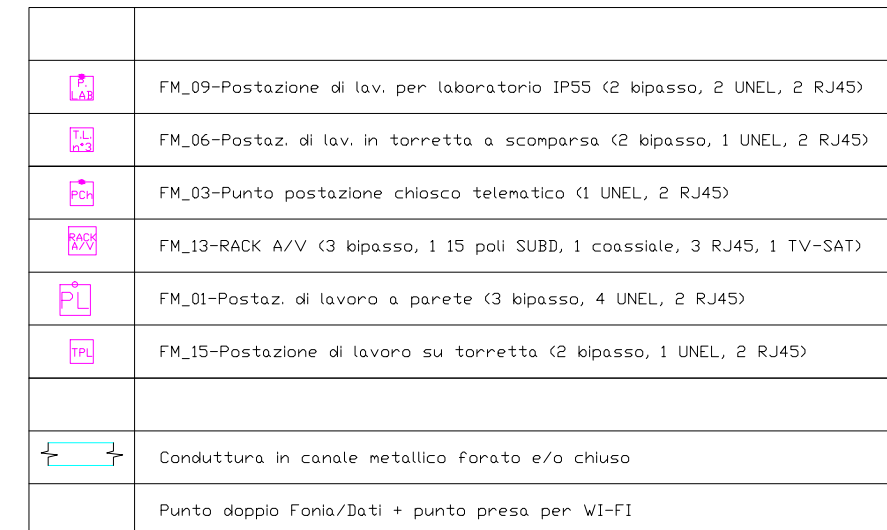 P.
LAB
FM_09-Postazione di lav. per laboratorio IP55 (2 bipasso, 2 UNEL, 2 RJ45)
T.L.
n°3
FM_06-Postaz. di lav. in torretta a scomparsa (2 bipasso, 1 UNEL, 2 RJ45)
PCh
FM_03-Punto postazione chiosco telematico (1 UNEL, 2 RJ45)
RACK
A/V
FM_13-RACK A/V (3 bipasso, 1 15 poli SUBD, 1 coassiale, 3 RJ45, 1 TV-SAT)
PL
FM_01-Postaz. di lavoro a parete (3 bipasso, 4 UNEL, 2 RJ45)
TPL
FM_15-Postazione di lavoro su torretta (2 bipasso, 1 UNEL, 2 RJ45)
Conduttura in canale metallico forato e/o chiuso
Punto doppio Fonia/Dati + punto presa per WI-FI